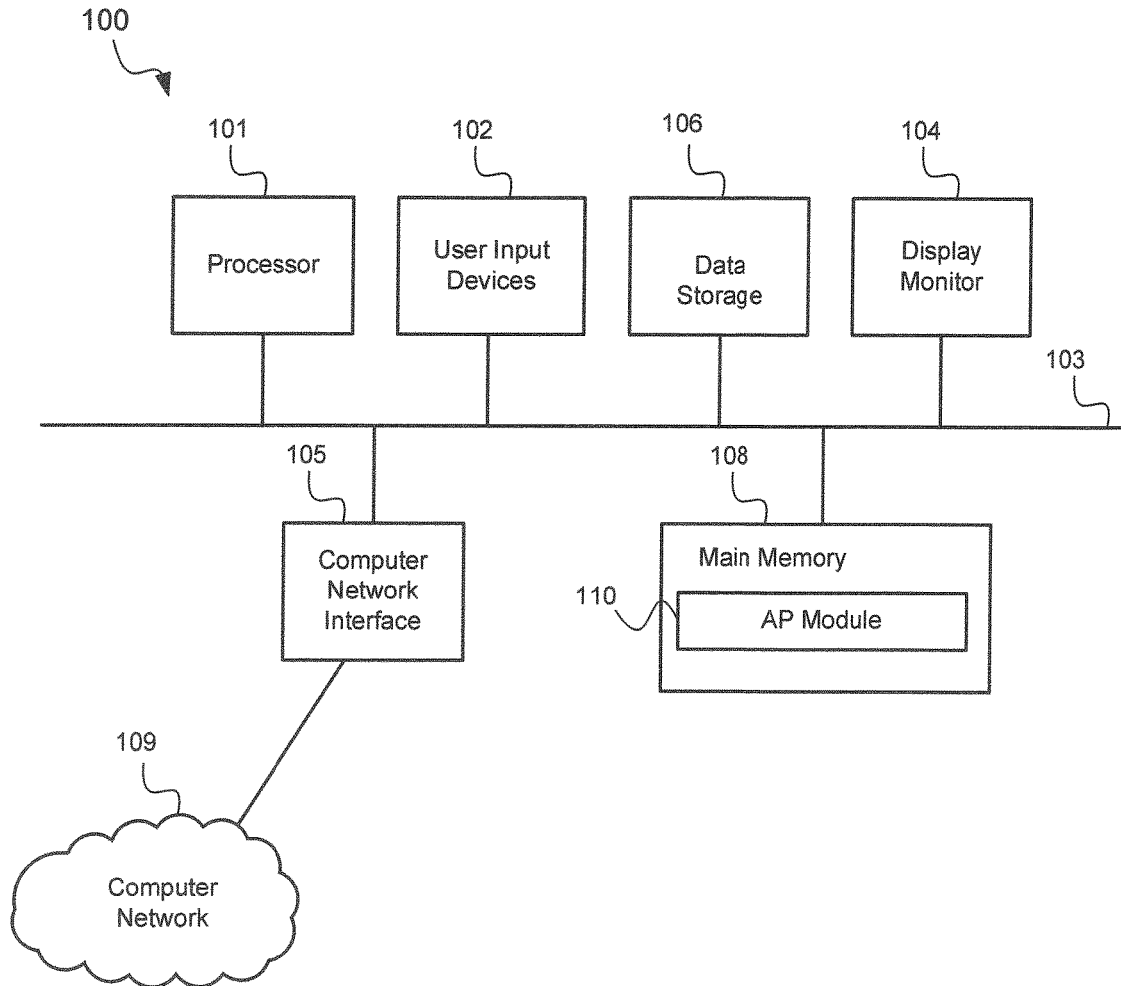 100
101
102
106
104
Processor
User Input
Devices
Data
Storage
Display
Monitor
103
105
108
Computer
Network
Interface
Main Memory
110
AP Module
109
Computer
Network